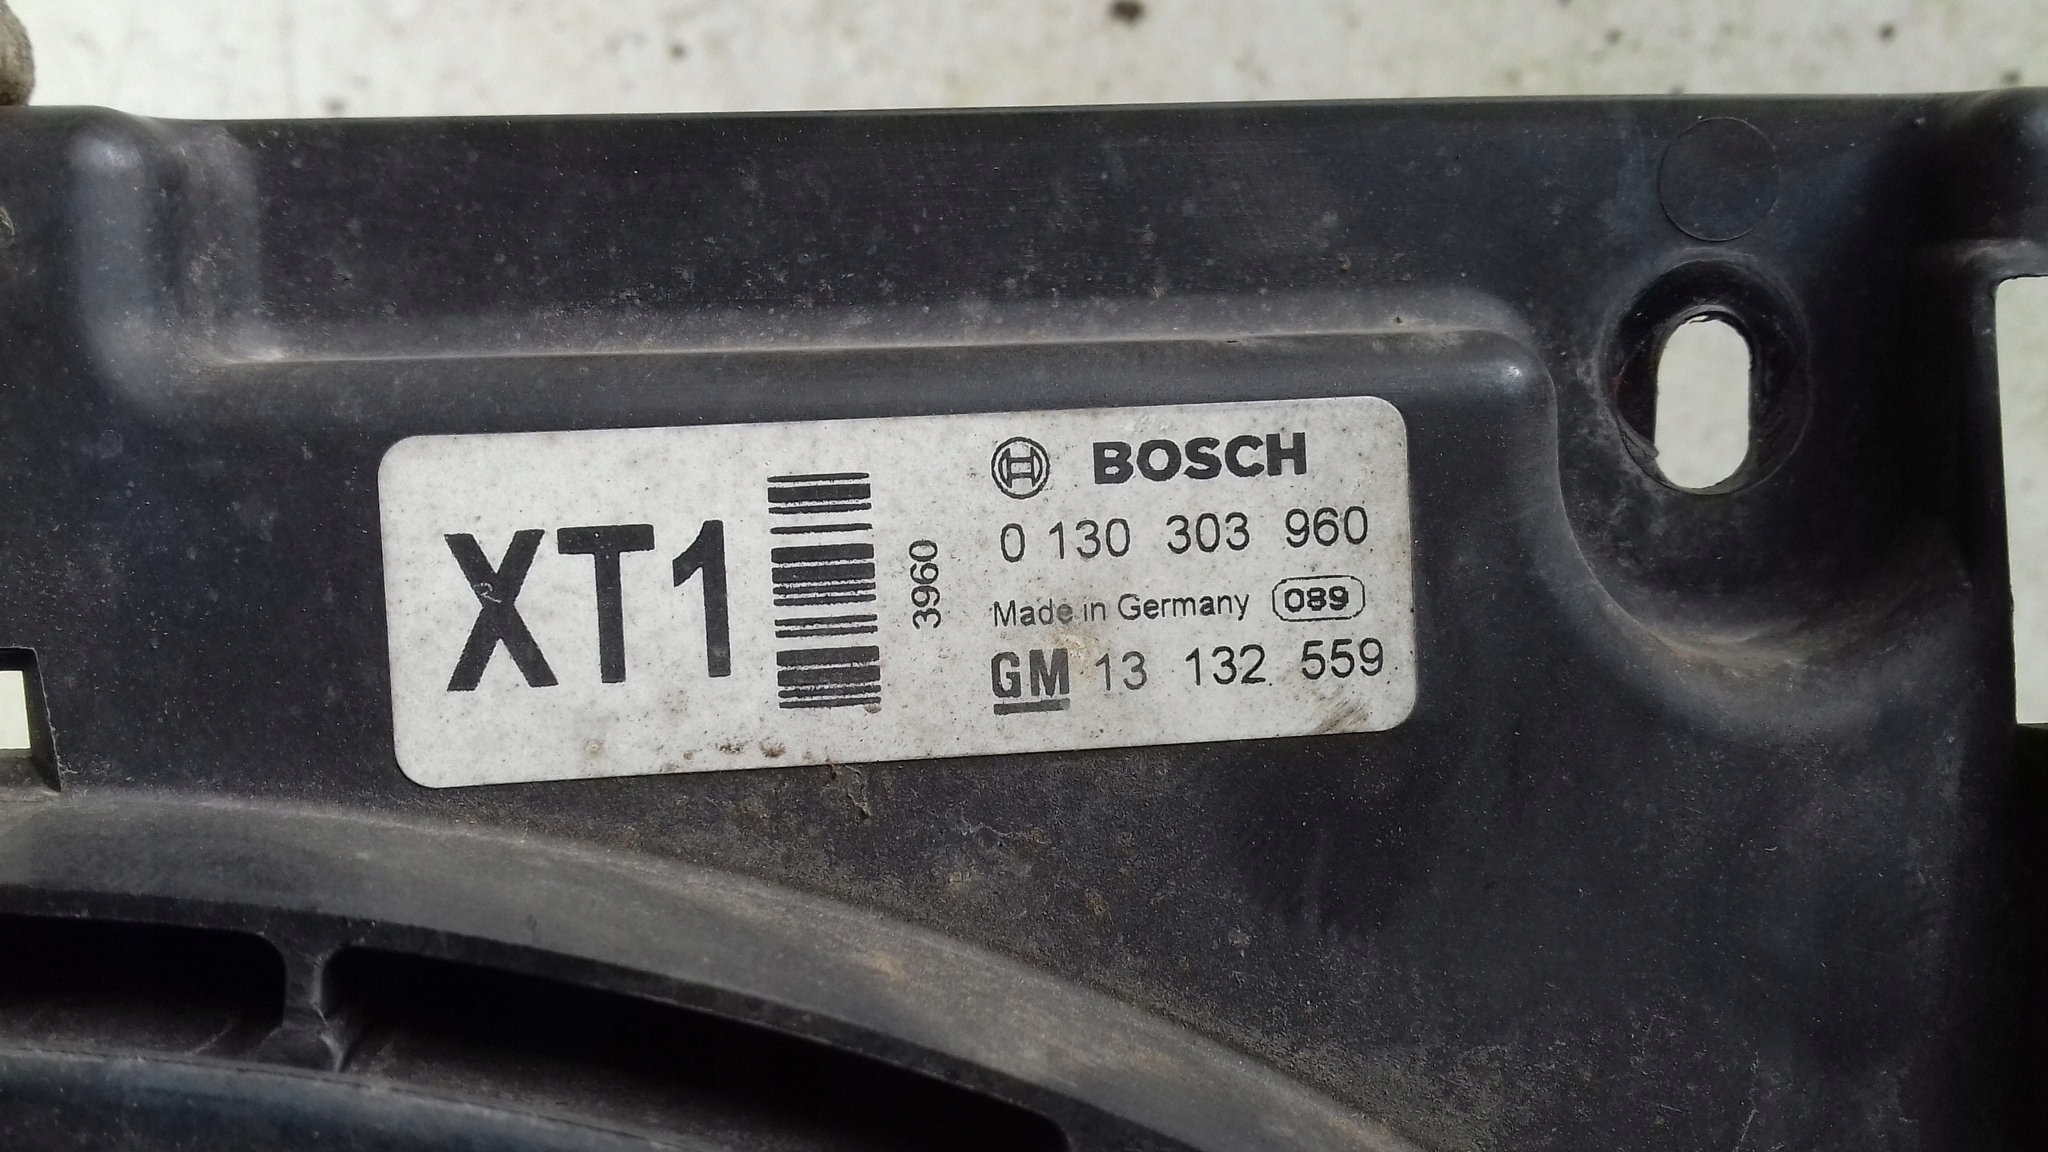 XT1
3960
BOSCH
0 130 303 960
Made in Germany 089
GM 13 132 559